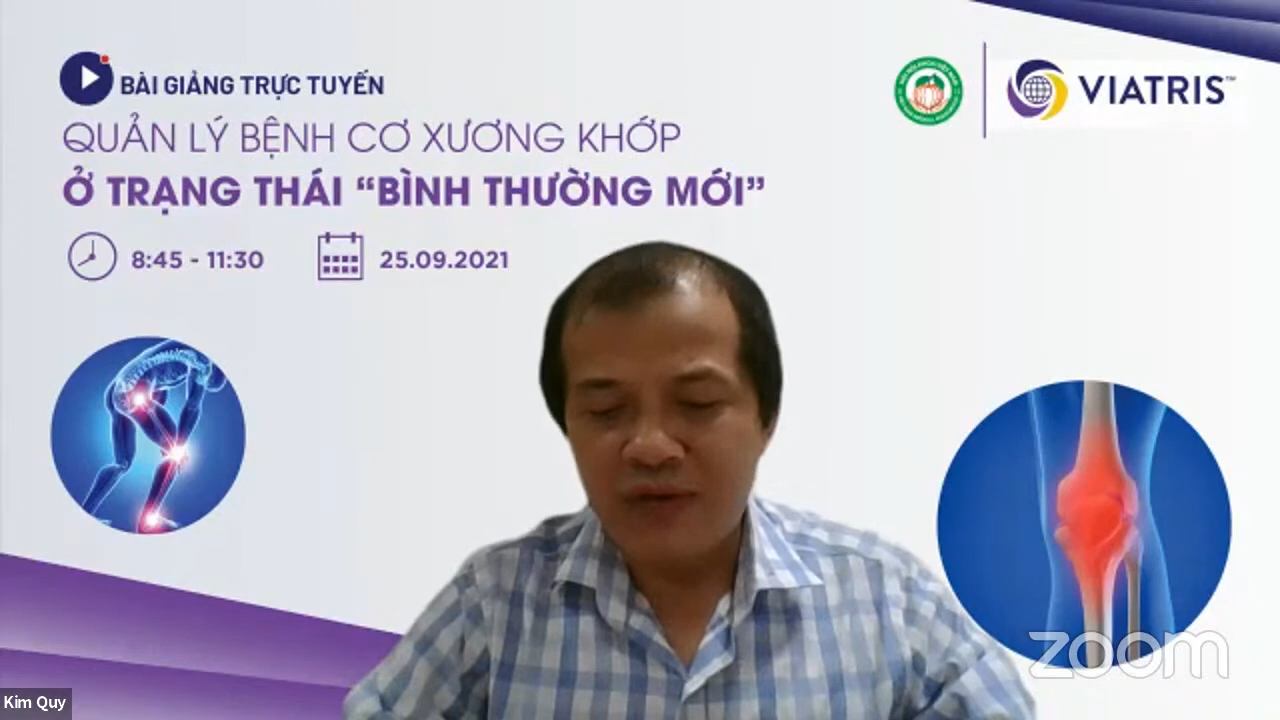 BÀI GIẢNG TRỰC TUYẾN
QUẢN LÝ BỆNH CƠ XƯƠNG KHỚP
Ở TRẠNG THÁI “BÌNH THƯỜNG MỚI”
8:45 - 11:30
25.09.2021
VIATRIS™
zoom
Kim Quy